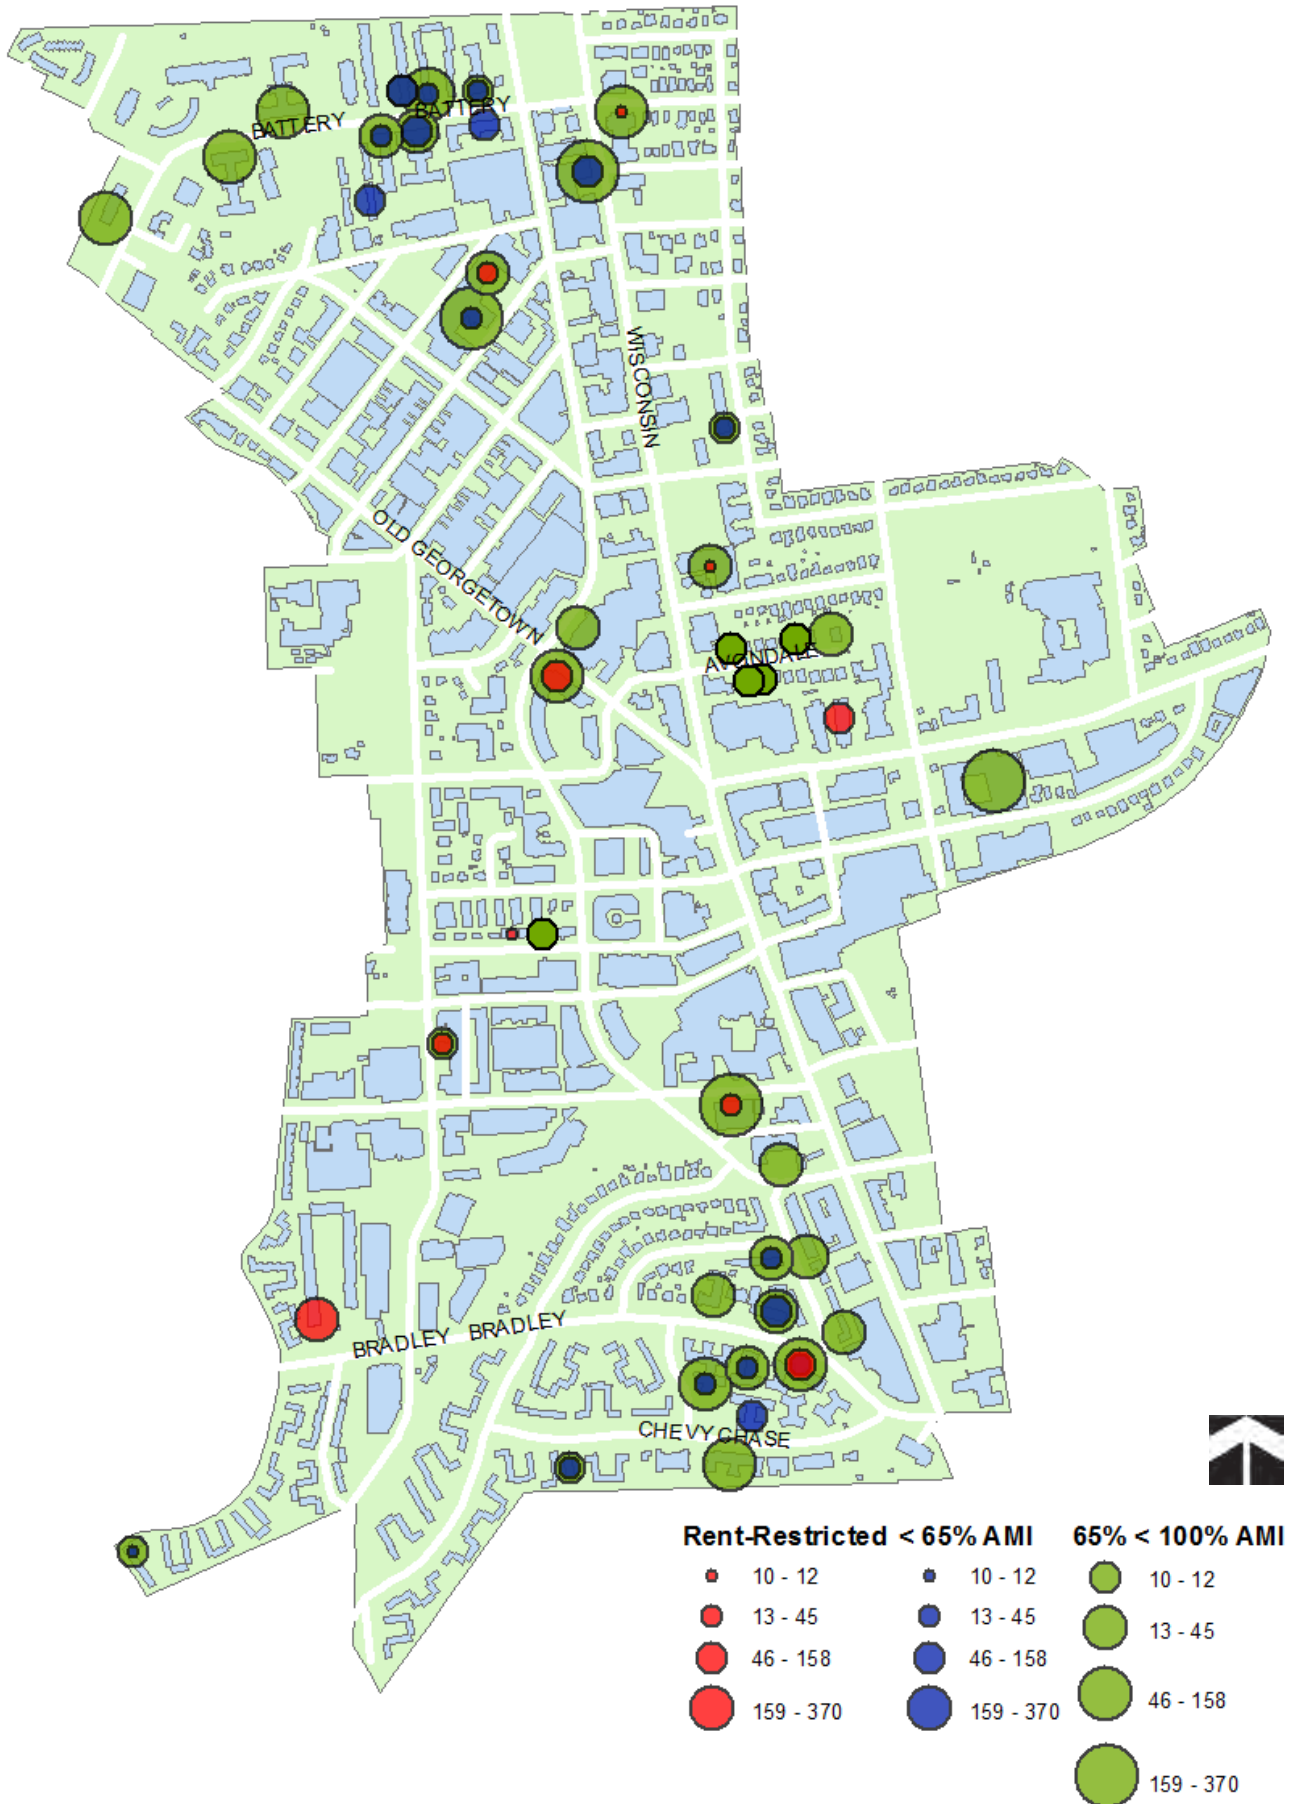 BATTERY
BATTERY
WISCONSIN
OLD GEORGETOWN
AVONDALE
BRADLEY
BRADLEY
CHEVY CHASE
Rent-Restricted < 65% AMI 65% < 100% AMI
10 - 12 10 - 12 10 - 12
13 - 45 13 - 45 13 - 45
46 - 158 46 - 158 46 - 158
159 - 370 159 - 370 159 - 370